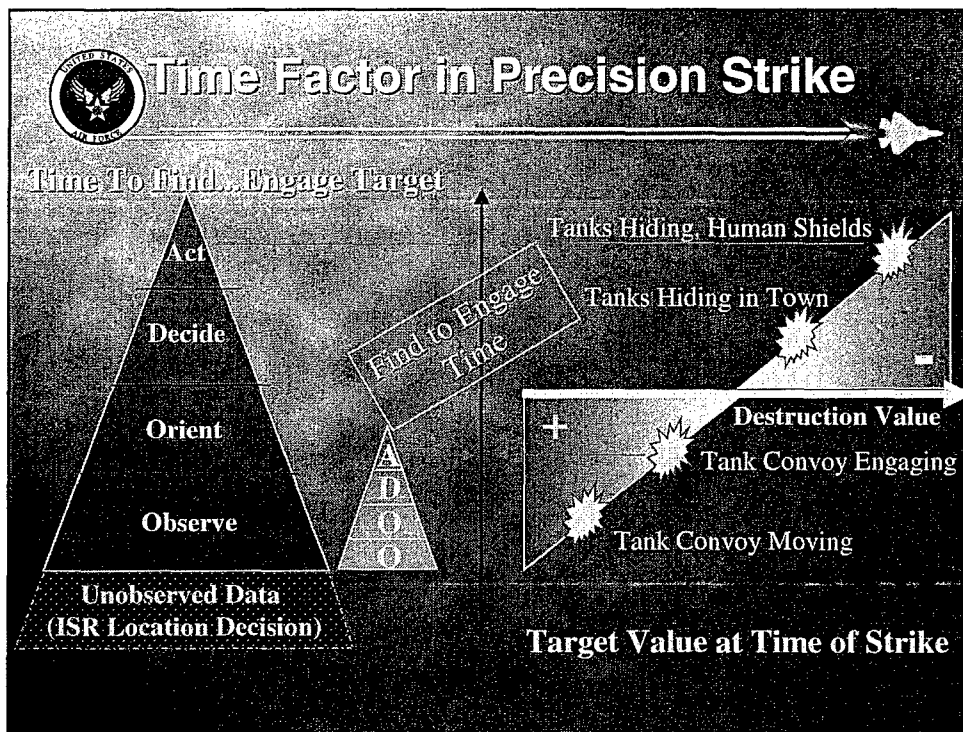 UNITED STATES
AIR FORCE
Time Factor in Precision Strike
Time To Find...Engage Target
Act
Decide
Orient
Observe
Unobserved Data
(ISR Location Decision)
Find to Engage
Time
A
D
O
O
Tanks Hiding, Human Shields
Tanks Hiding in Town
-
+
Destruction Value
Tank Convoy Engaging
Tank Convoy Moving
Target Value at Time of Strike